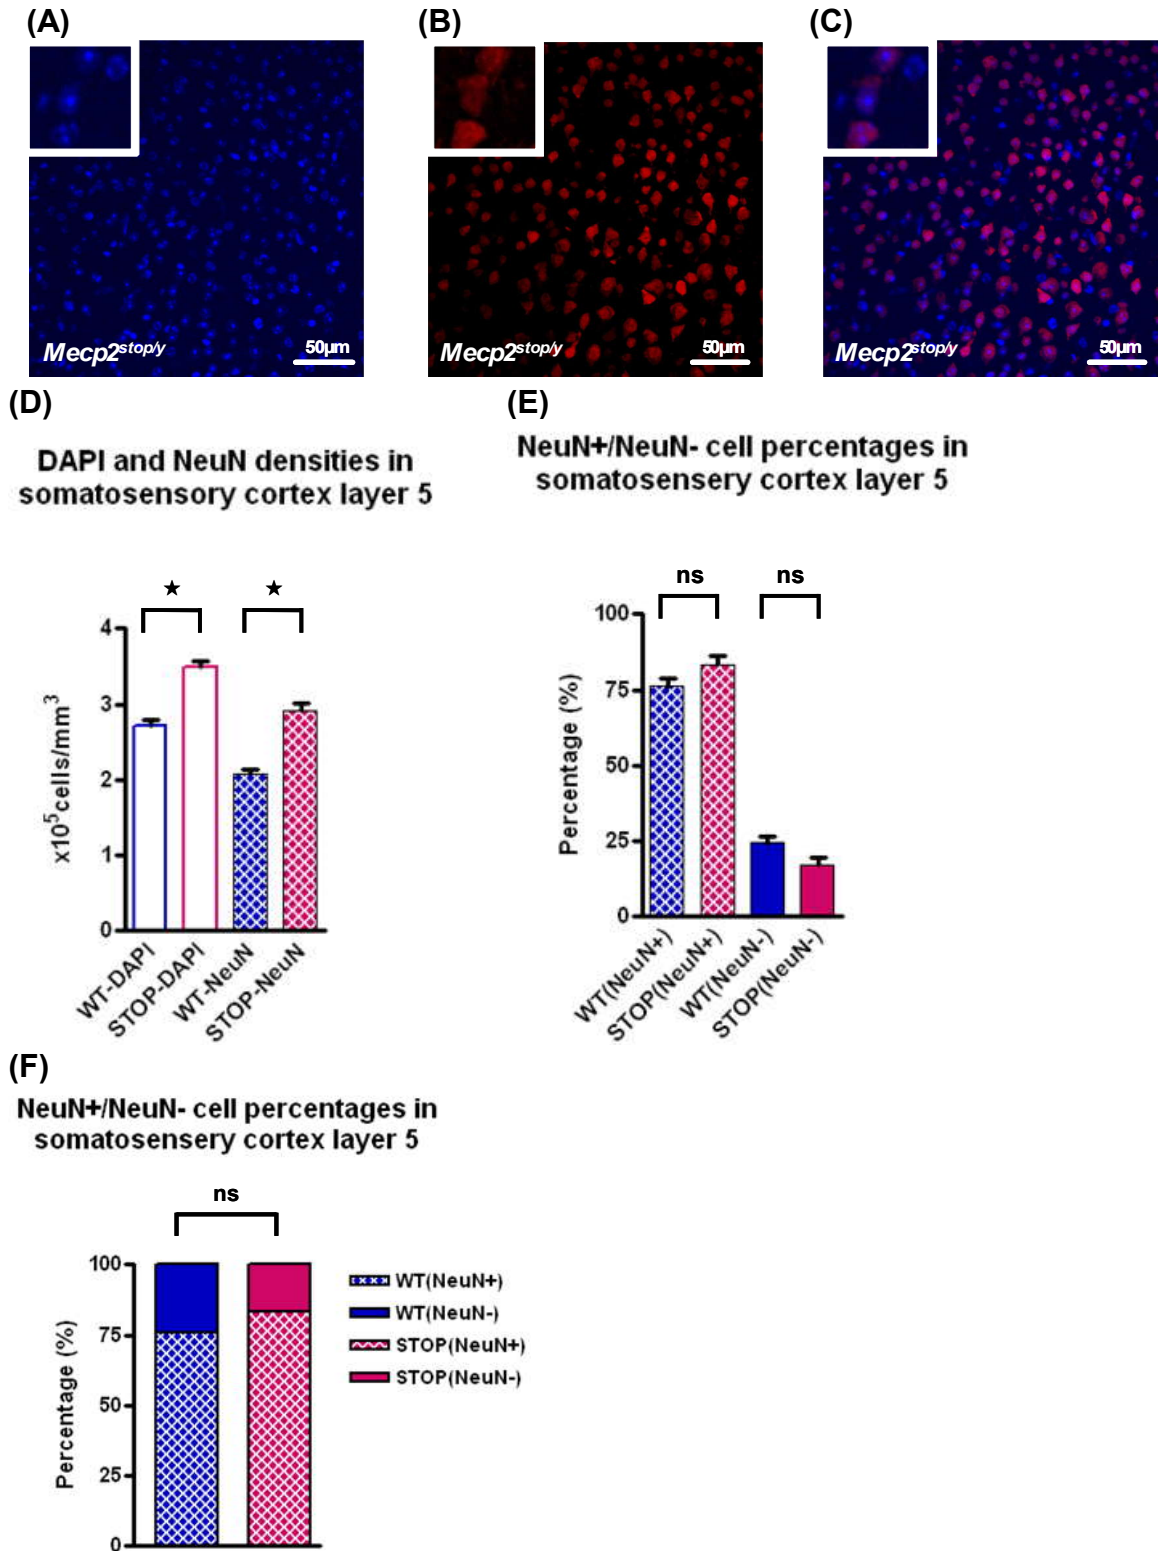 (A)
(B)
(C)
Mecp2stop/y
50µm
Mecp2stop/y
50µm
Mecp2stop/y
50µm
(D)
DAPI and NeuN densities in
somatosensory cortex layer 5
★
★
x10⁵cells/mm³
4
3
2
1
0
WT-DAPI
STOP-DAPI
WT-NeuN
STOP-NeuN
(E)
NeuN+/NeuN- cell percentages in
somatosensery cortex layer 5
ns
ns
Percentage (%)
100
75
50
25
0
WT(NeuN+)
STOP(NeuN+)
WT(NeuN-)
STOP(NeuN-)
(F)
NeuN+/NeuN- cell percentages in
somatosensery cortex layer 5
ns
Percentage (%)
100
75
50
25
0
WT(NeuN+)
WT(NeuN-)
STOP(NeuN+)
STOP(NeuN-)